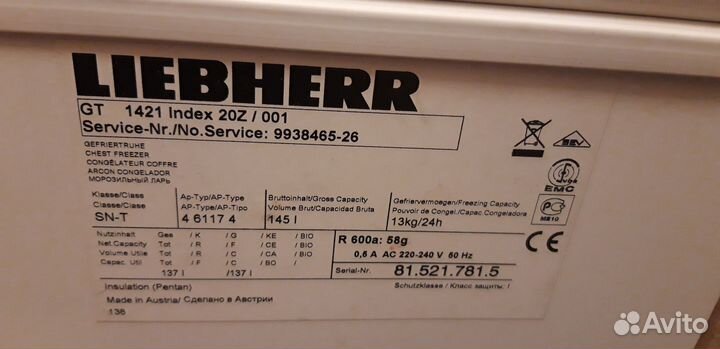 LIEBHERR
GT 1421 Index 20Z / 001
Service-Nr./No.Service: 9938465-26
GEFRIERTRUHE
CHEST FREEZER
CONGÉLATEUR COFFRE
ARCON CONGELADOR
МОРОЗИЛЬНЫЙ ЛАРЬ
Klasse/Class
Classe/Clase
SN-T
Ap-Typ/AP-Type
AP-Type/AP-Tipo
4 6117 4
Bruttoinhalt/Gross Capacity
Volume Brut/Capacidad Bruta
145 l
Gefriervermoegen/Freezing Capacity
Pouvoir de Congel./Capac.Congeladora
13kg/24h
Nutzinhalt Ges / K / G / KE / BIO
Net.Capacity Tot / R / F / CE / BIO
Volume Utile Tot / R / C / CA / BIO
Capac. Util Tot / F / C / BO /
137 l /137 l
R 600a: 58g
0,6 A AC 220-240 V 50 Hz
Serial-Nr. 81.521.781.5
Insulation (Pentan)
Schutzklasse / Класс защиты: I
Made in Austria/ Сделано в Австрии
136
SEV
EMC
МЕ10
CE
Avito